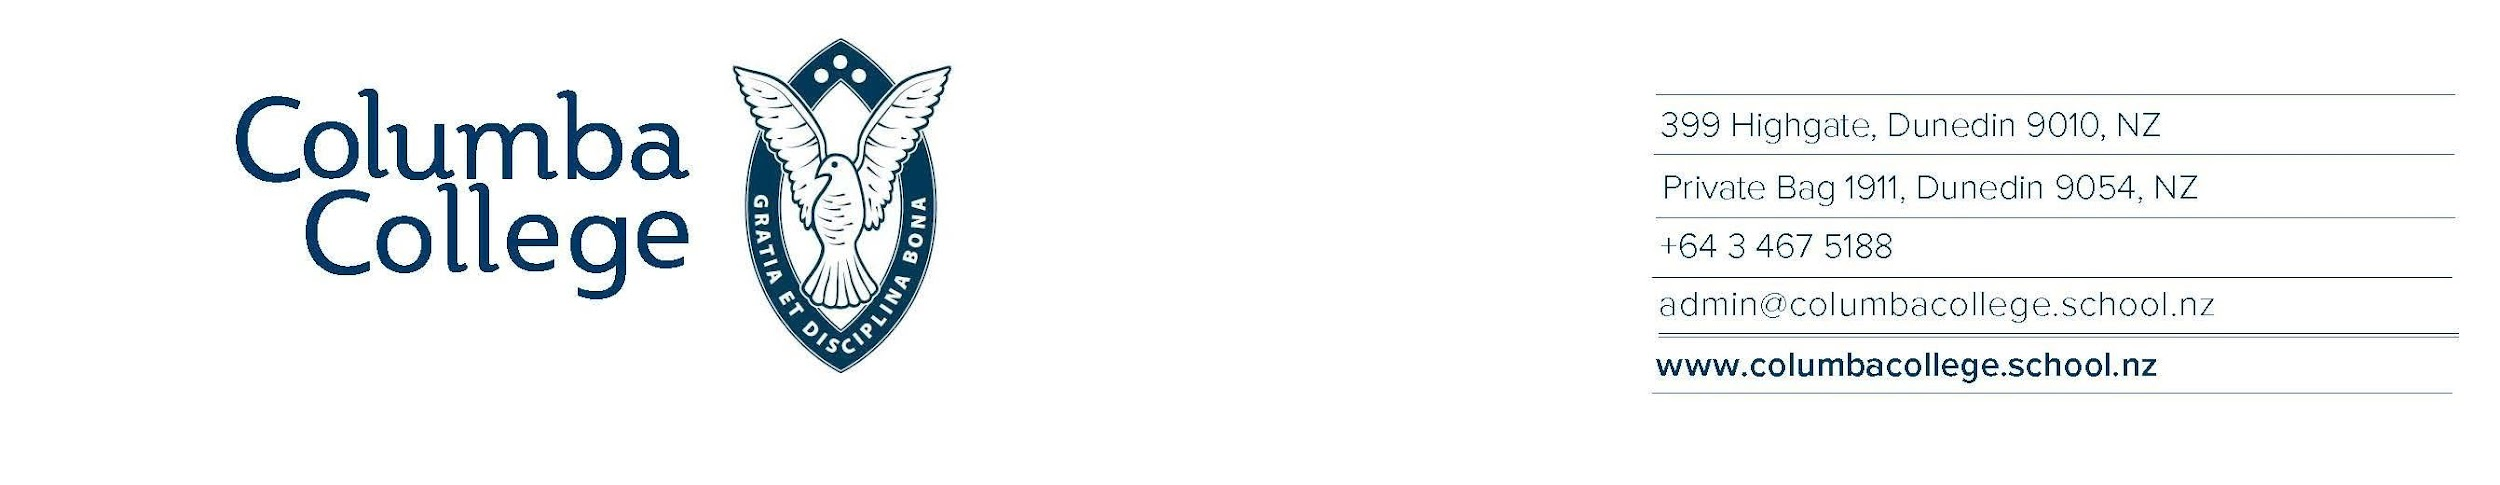 Columba
College
GRATIA ET DISCIPLINA BONA
399 Highgate, Dunedin 9010, NZ
Private Bag 1911, Dunedin 9054, NZ
+64 3 467 5188
admin@columbacollege.school.nz
www.columbacollege.school.nz